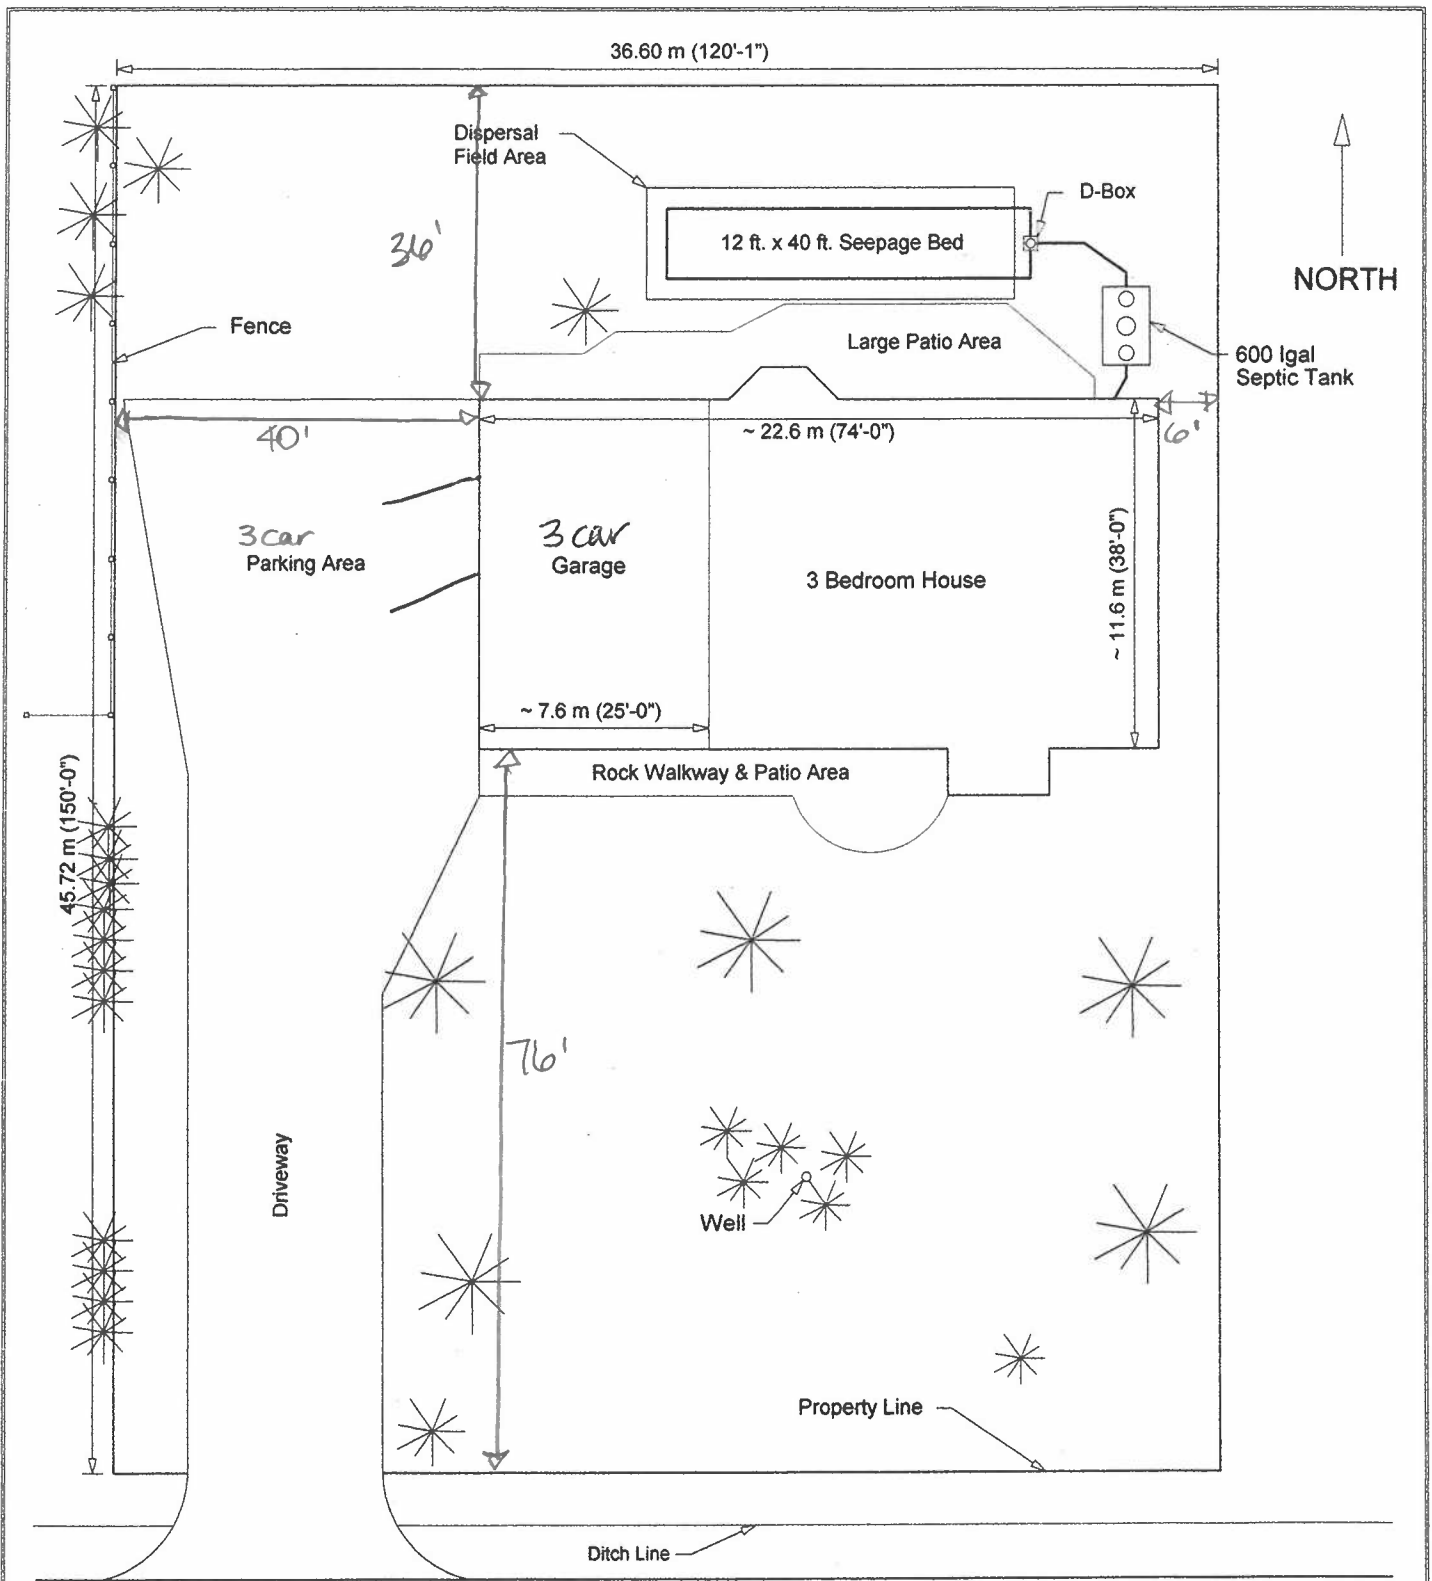 36.60 m (120'-1")
Dispersal
Field Area
D-Box
36'
12 ft. x 40 ft. Seepage Bed
NORTH
Fence
Large Patio Area
600 Igal
Septic Tank
40'
~ 22.6 m (74'-0")
6'
3 car
Parking Area
3 car
Garage
3 Bedroom House
~ 11.6 m (38'-0")
~ 7.6 m (25'-0")
Rock Walkway & Patio Area
45.72 m (150'-0")
76'
Driveway
Well
Property Line
Ditch Line